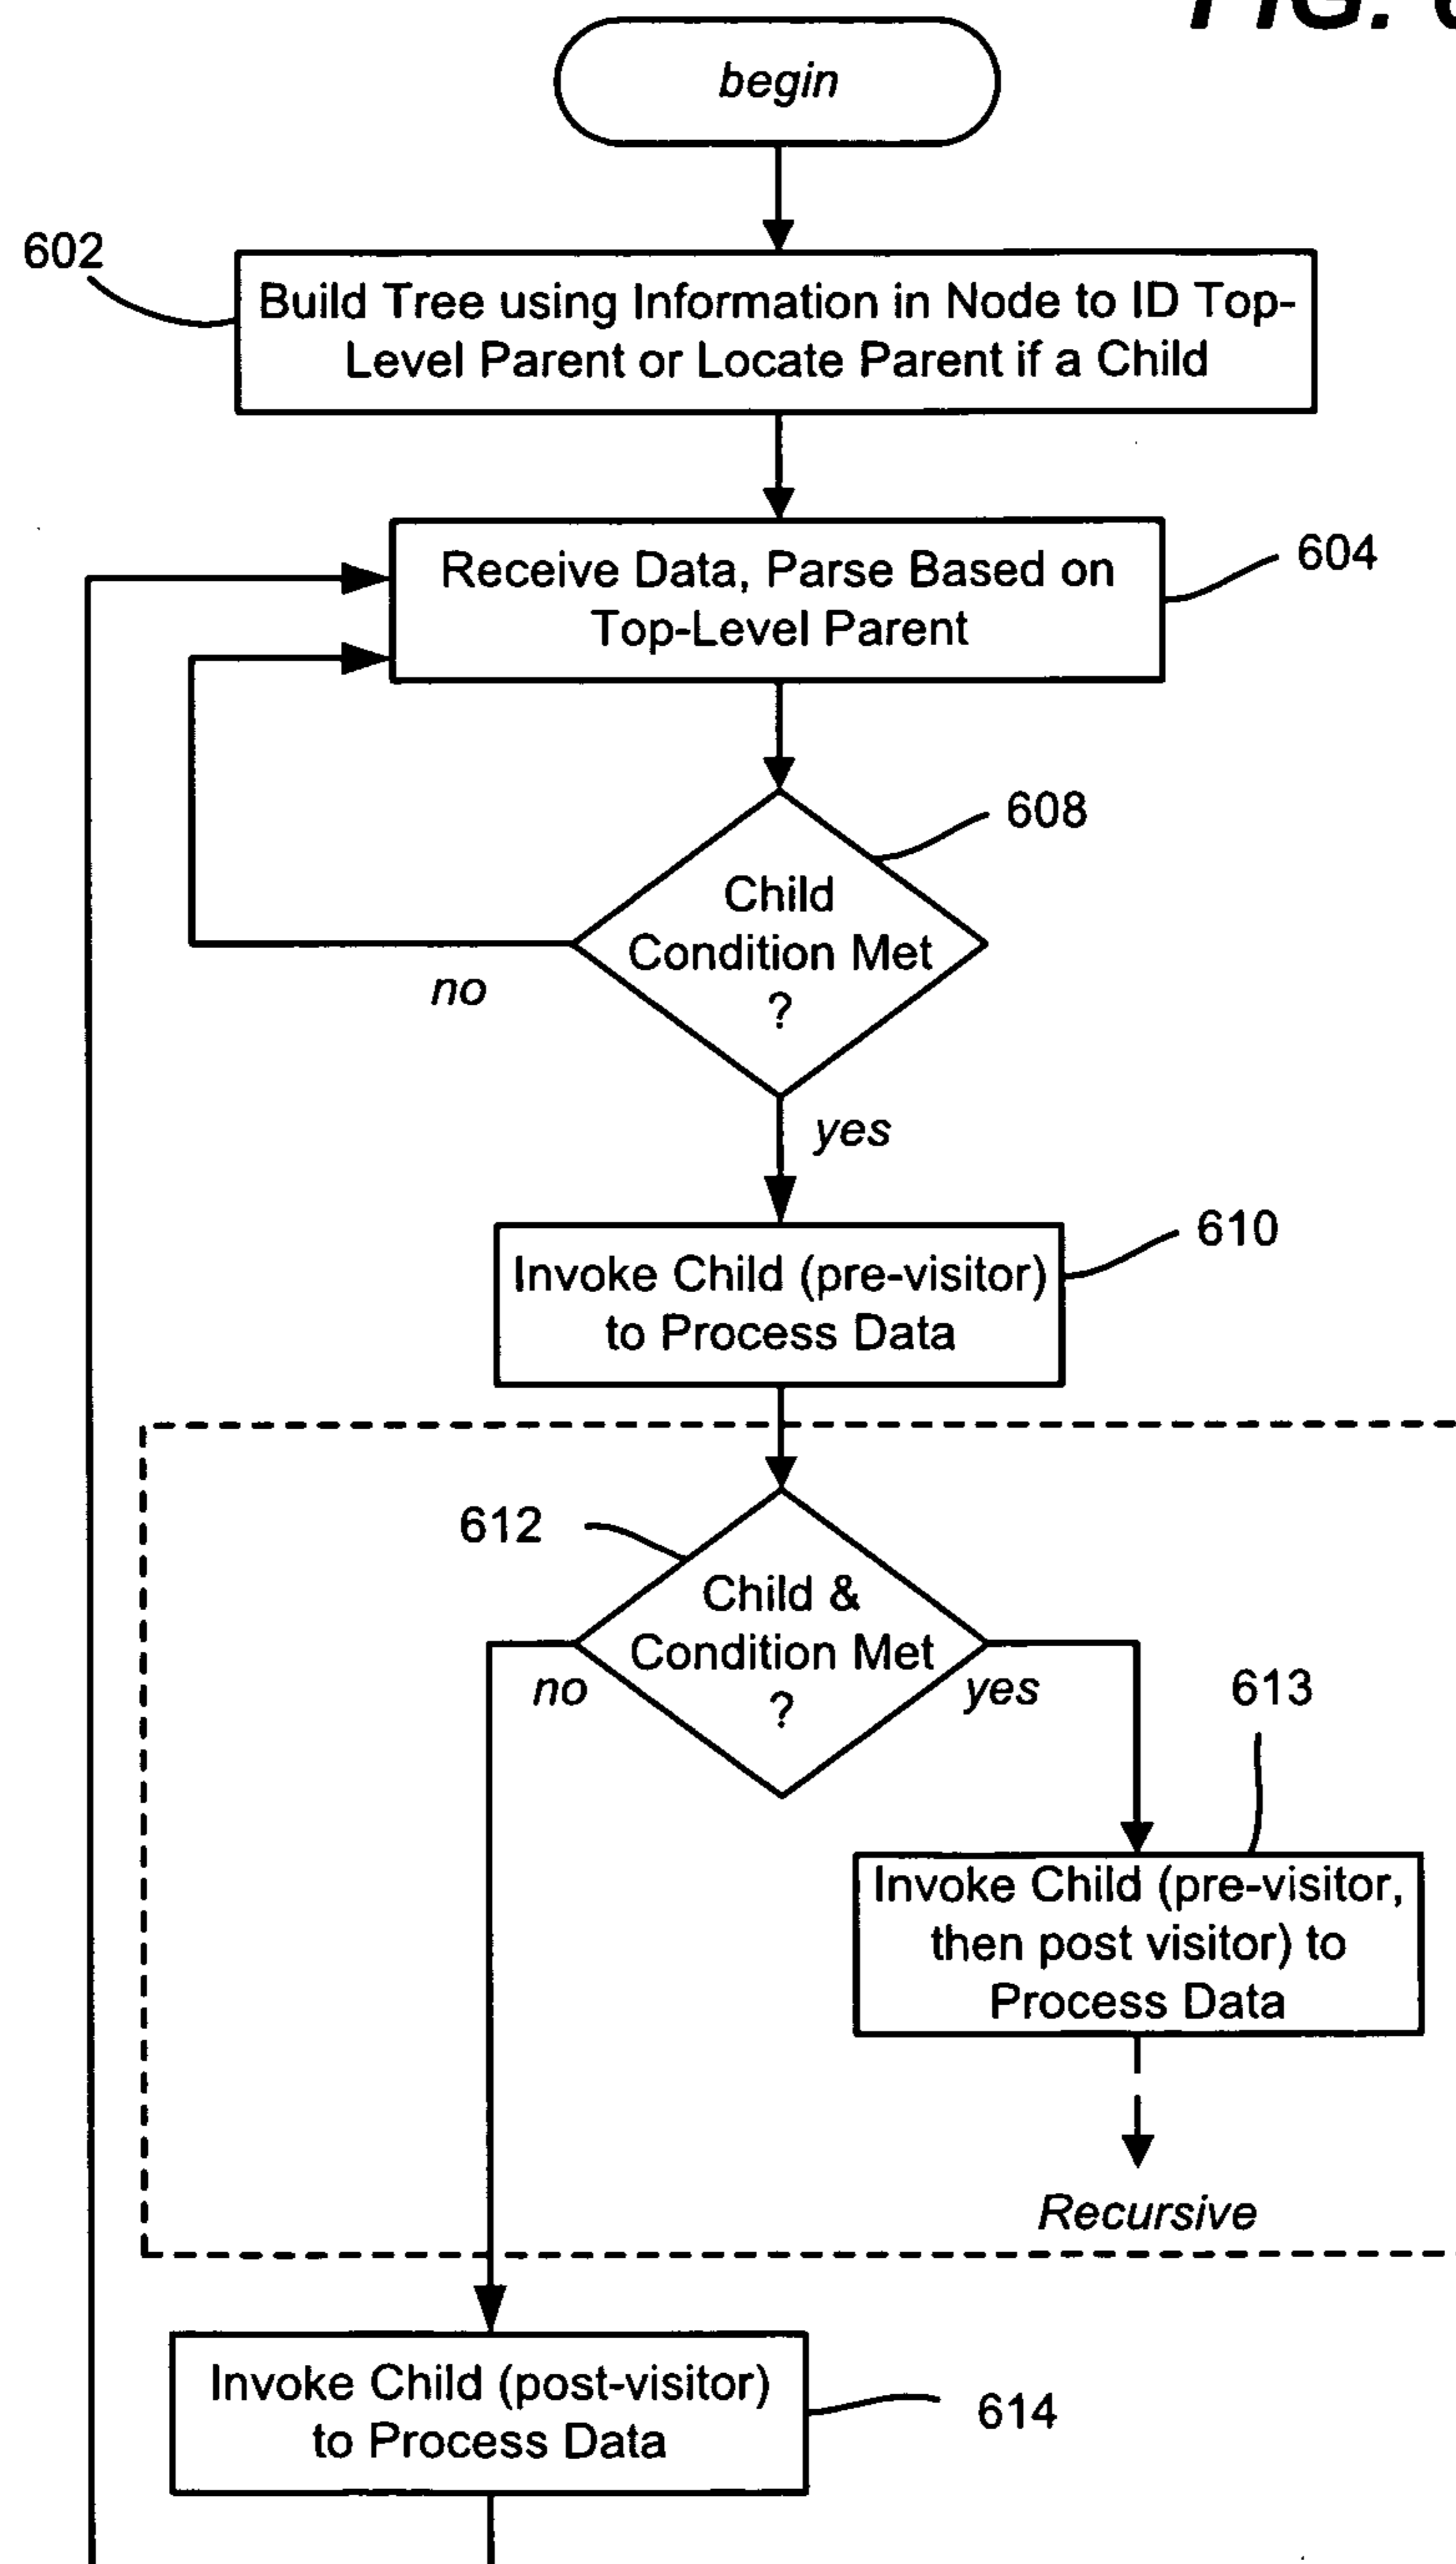 FIG.
begin
602
Build Tree using Information in Node to ID Top-
Level Parent or Locate Parent if a Child
Receive Data, Parse Based on
Top-Level Parent
604
608
Child
Condition Met
?
no
yes
610
Invoke Child (pre-visitor)
to Process Data
612
Child &
Condition Met
?
no
yes
613
Invoke Child (pre-visitor,
then post visitor) to
Process Data
Recursive
Invoke Child (post-visitor)
to Process Data
614